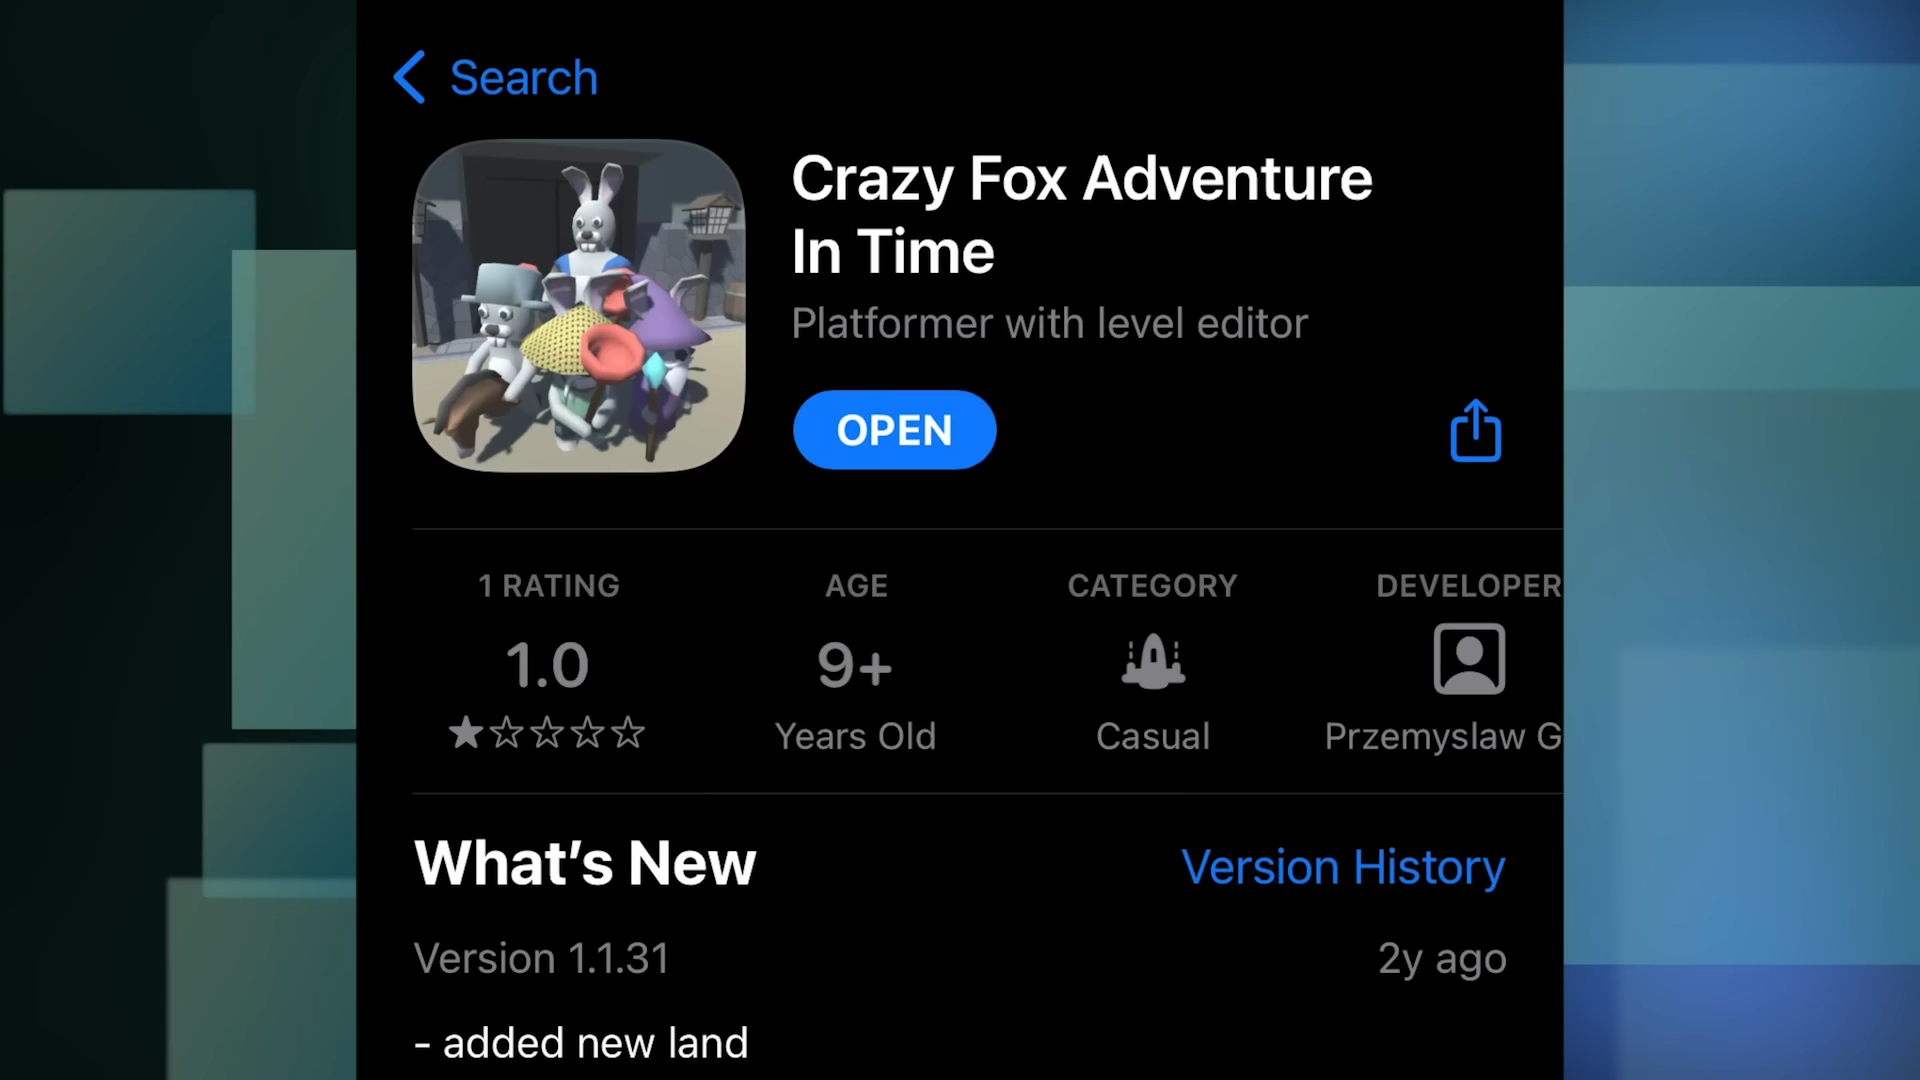 Search
Crazy Fox Adventure
In Time
Platformer with level editor
OPEN
1 RATING
AGE
CATEGORY
DEVELOPER
1.0
9+
Years Old
Casual
Przemyslaw G
What's New
Version History
Version 1.1.31
2y ago
- added new land